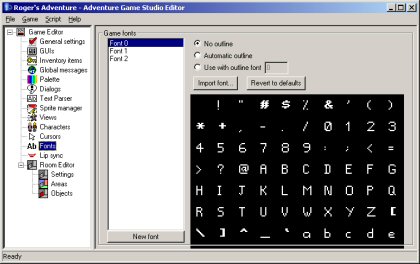 Roger's Adventure - Adventure Game Studio Editor
File Game Script Help
Game Editor
General settings
GUIs
Inventory items
Global messages
Palette
Dialogs
Text Parser
Sprite manager
Views
Characters
Cursors
Ab Fonts
Lip sync
Room Editor
Settings
Areas
Objects
Game fonts
Font 0
Font 1
Font 2
New font
No outline
Automatic outline
Use with outline font 0
Import font... Revert to defaults
! " # $ % & ' ( )
* + , - . / 0 1 2 3
4 5 6 7 8 9 : ; < =
> ? @ A B C D E F G
H I J K L M N O P Q
R S T U V W X Y Z [
\ ] ^ _ ` a b c d e
Ready